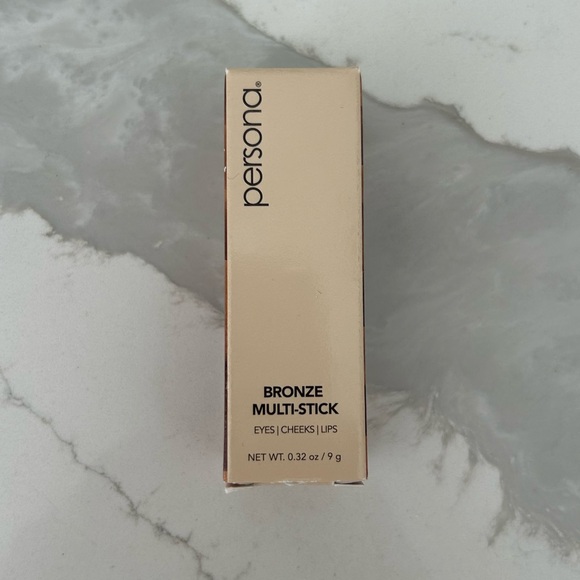 persona®
BRONZE
MULTI-STICK
EYES | CHEEKS | LIPS
NET WT. 0.32 oz / 9 g